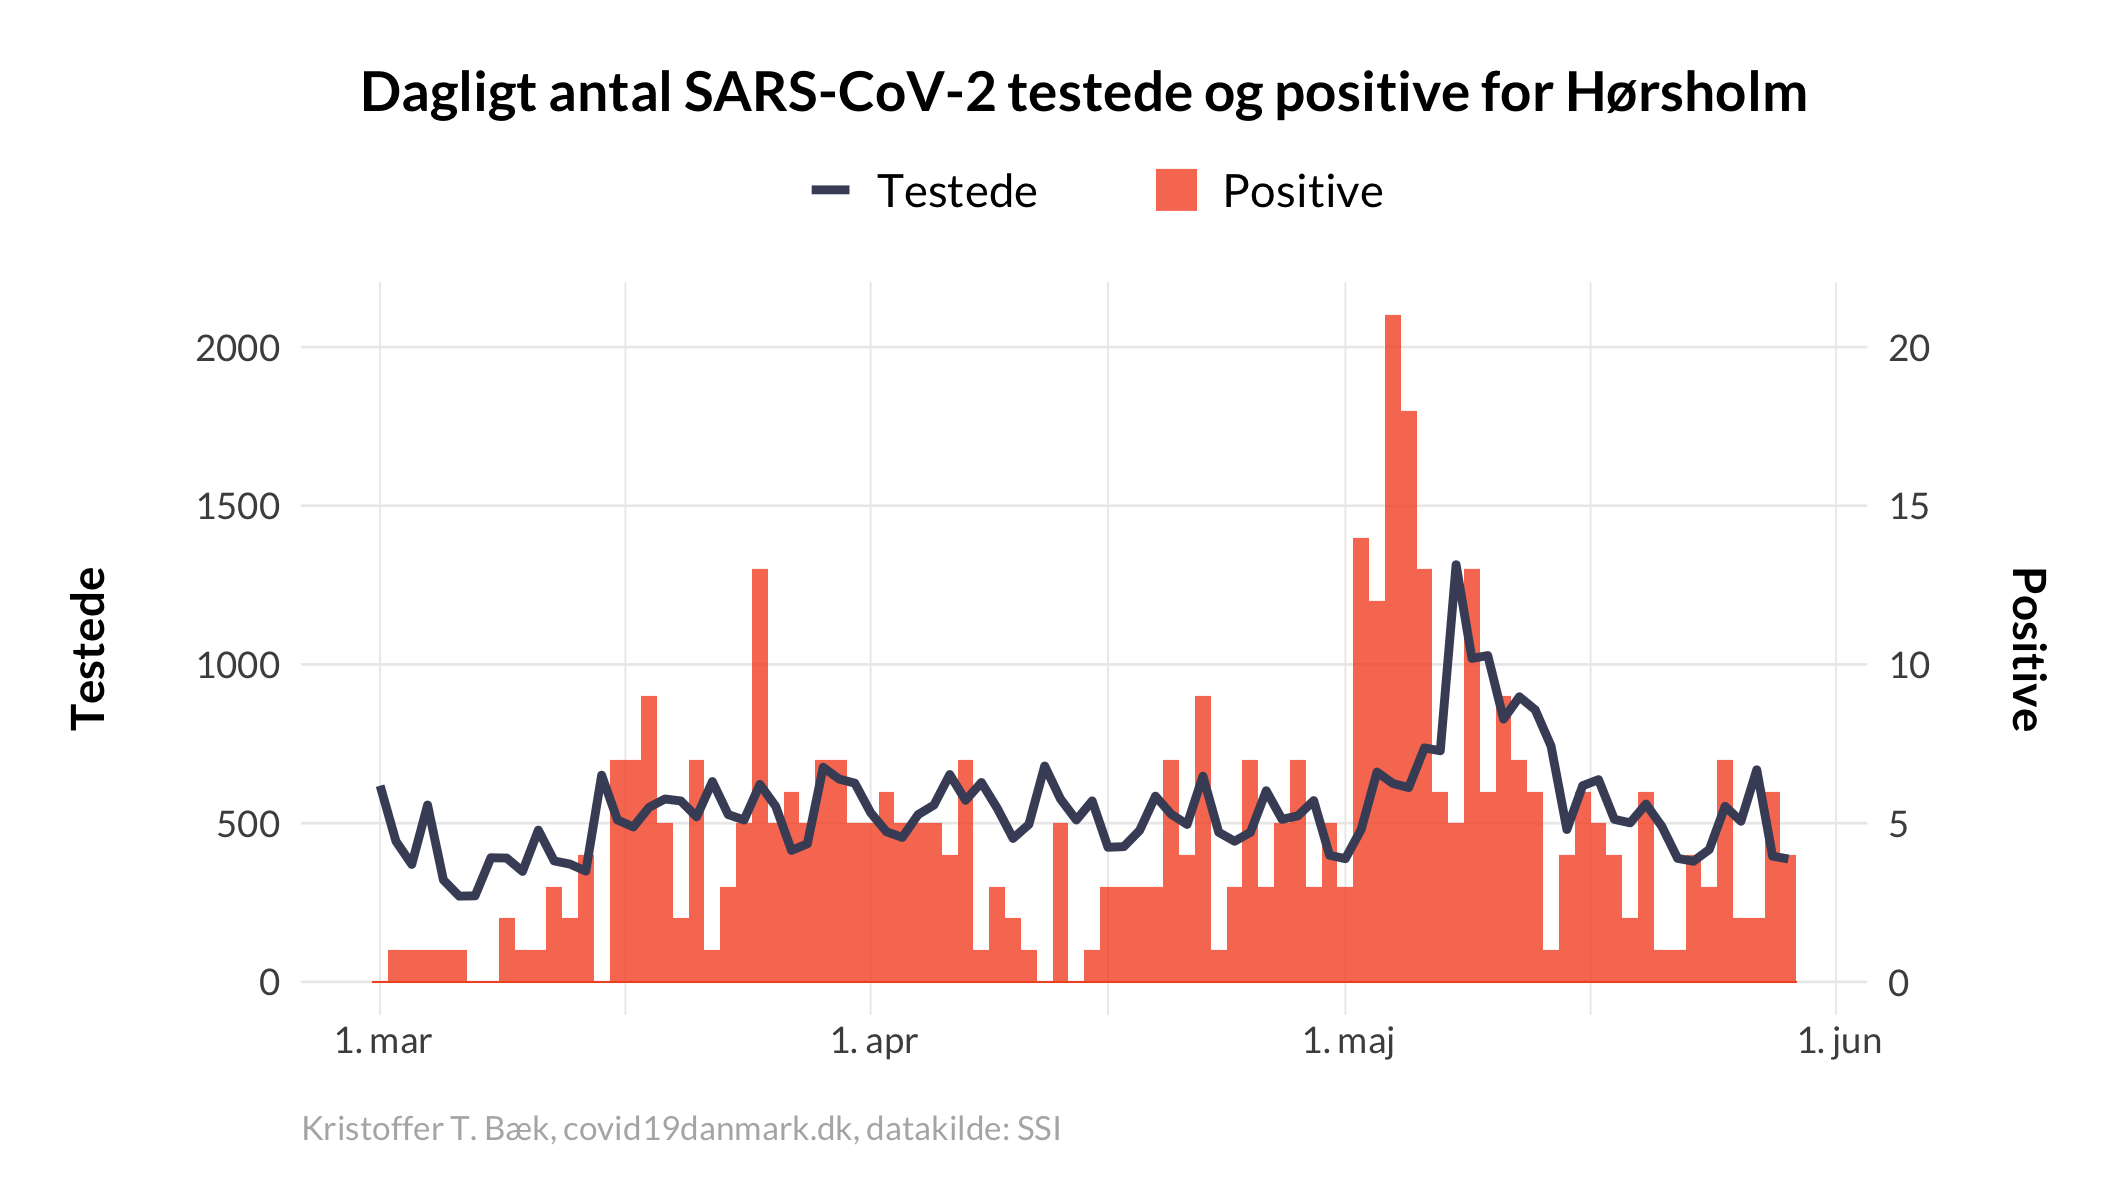 Dagligt antal SARS-CoV-2 testede og positive for Hørsholm
Testede
Positive
2000
1500
1000
500
0
20
15
10
5
0
Testede
Positive
1. mar
1. apr
1. maj
1. jun
Kristoffer T. Bæk, covid19danmark.dk, datakilde: SSI